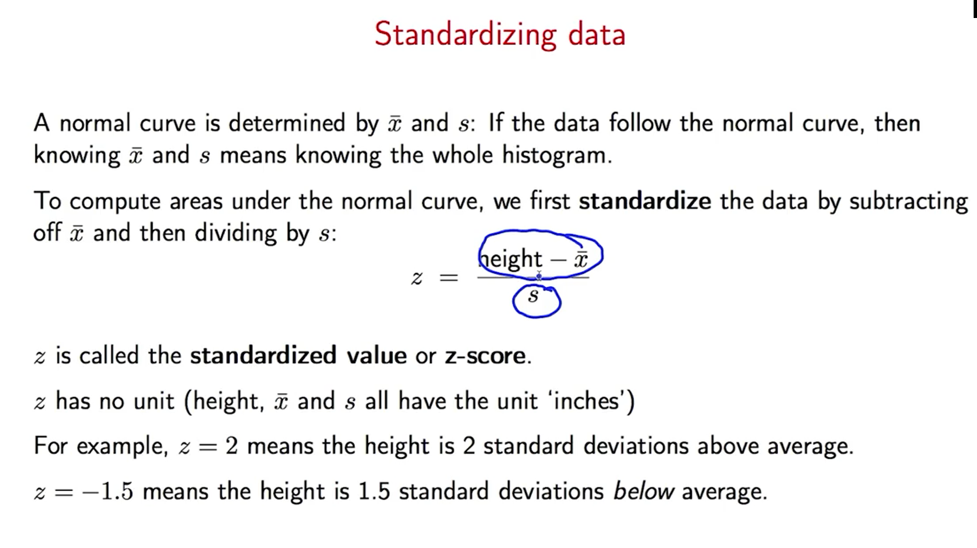 Standardizing data
A normal curve is determined by x̄ and s: If the data follow the normal curve, then
knowing x̄ and s means knowing the whole histogram.
To compute areas under the normal curve, we first standardize the data by subtracting
off x̄ and then dividing by s:
z = (height − x̄) / s
z is called the standardized value or z-score.
z has no unit (height, x̄ and s all have the unit ‘inches’)
For example, z = 2 means the height is 2 standard deviations above average.
z = −1.5 means the height is 1.5 standard deviations below average.